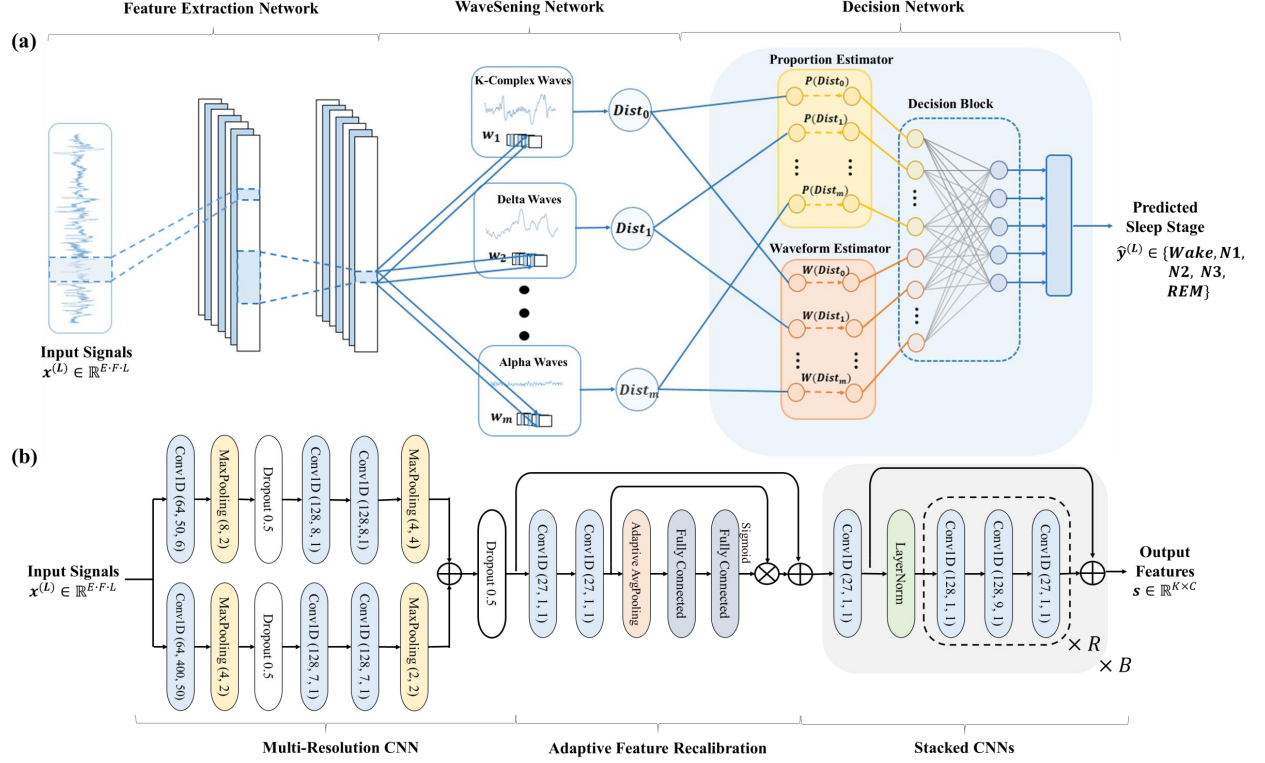 Feature Extraction Network
WaveSening Network
Decision Network
(a)
Input Signals
x^(L) ∈ ℝ^E·F·L
K-Complex Waves
w₁
Delta Waves
w₂
Alpha Waves
wₘ
Dist₀
Dist₁
Distₘ
Proportion Estimator
P(Dist₀)
P(Dist₁)
P(Distₘ)
Waveform Estimator
W(Dist₀)
W(Dist₁)
W(Distₘ)
Decision Block
Predicted
Sleep Stage
ŷ^(L) ∈ {Wake, N1,
N2, N3,
REM}
(b)
Input Signals
x^(L) ∈ ℝ^E·F·L
Conv1D (64, 50, 6)
MaxPooling (8, 2)
Dropout 0.5
Conv1D (128, 8, 1)
Conv1D (128,8,1)
MaxPooling (4, 4)
Conv1D (64, 400, 50)
MaxPooling (4, 2)
Dropout 0.5
Conv1D (128, 7, 1)
Conv1D (128, 7, 1)
MaxPooling (2, 2)
Dropout 0.5
Conv1D (27, 1, 1)
Conv1D (27, 1, 1)
Adaptive AvgPooling
Fully Connected
Fully Connected
Sigmoid
Conv1D (27, 1, 1)
LayerNorm
Conv1D (128, 1, 1)
Conv1D (128, 9, 1)
Conv1D (27, 1, 1)
× R
× B
Output
Features
s ∈ ℝ^K×C
Multi-Resolution CNN
Adaptive Feature Recalibration
Stacked CNNs